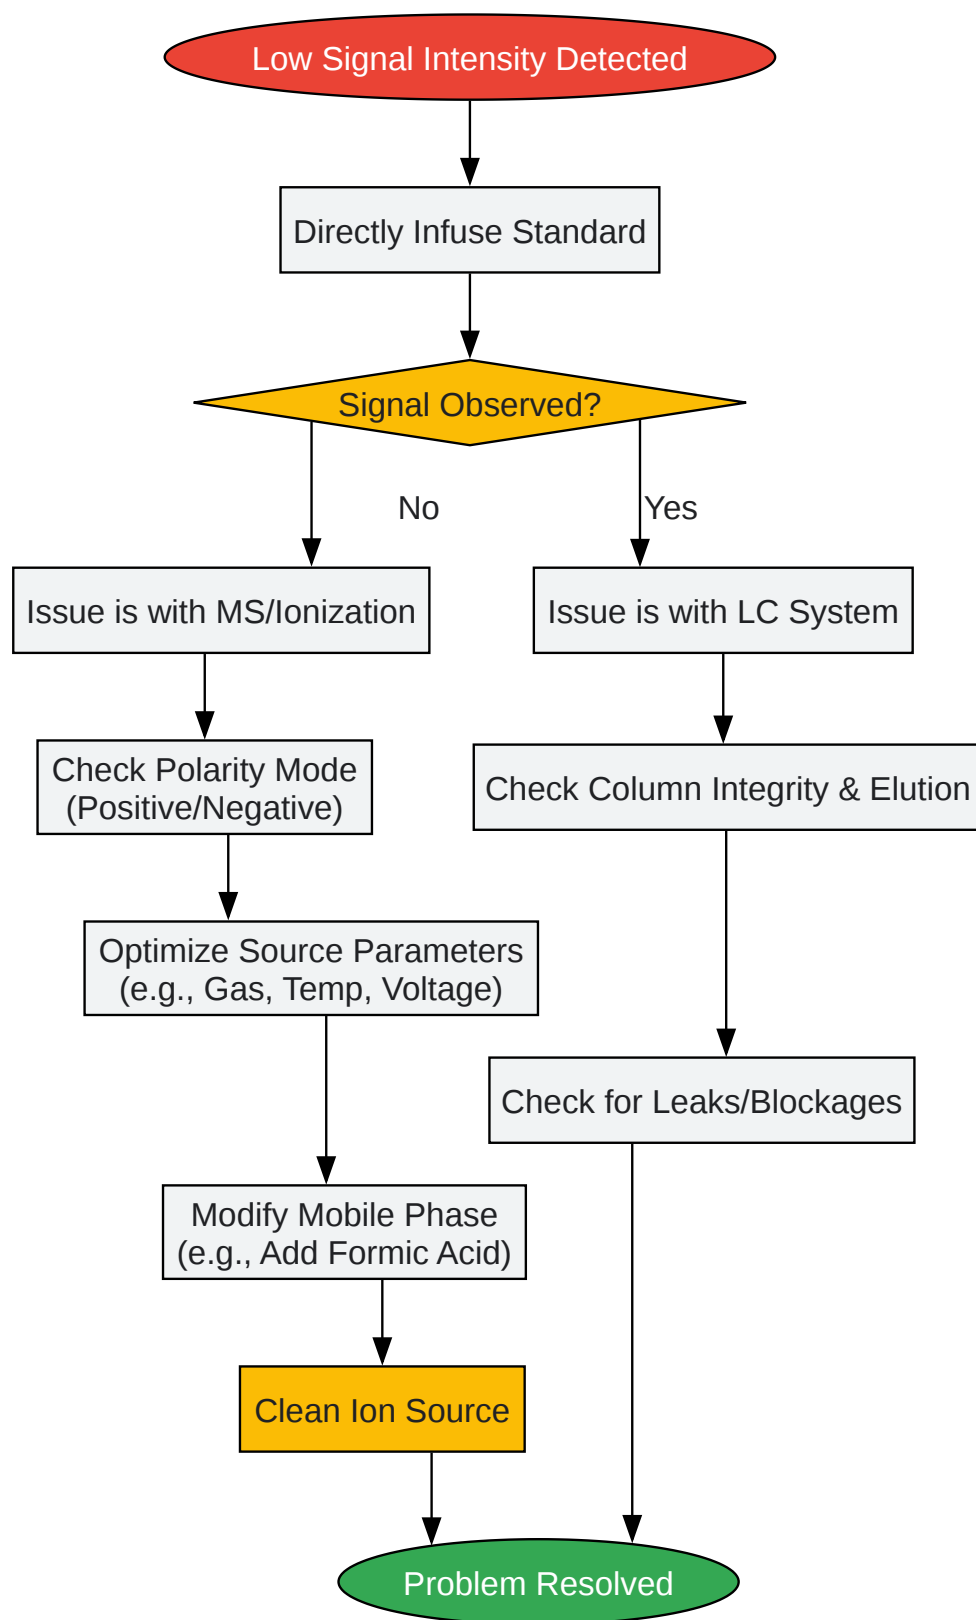 Low Signal Intensity Detected
Directly Infuse Standard
Signal Observed?
No
Yes
Issue is with MS/Ionization
Issue is with LC System
Check Polarity Mode
(Positive/Negative)
Check Column Integrity & Elution
Optimize Source Parameters
(e.g., Gas, Temp, Voltage)
Check for Leaks/Blockages
Modify Mobile Phase
(e.g., Add Formic Acid)
Clean Ion Source
Problem Resolved